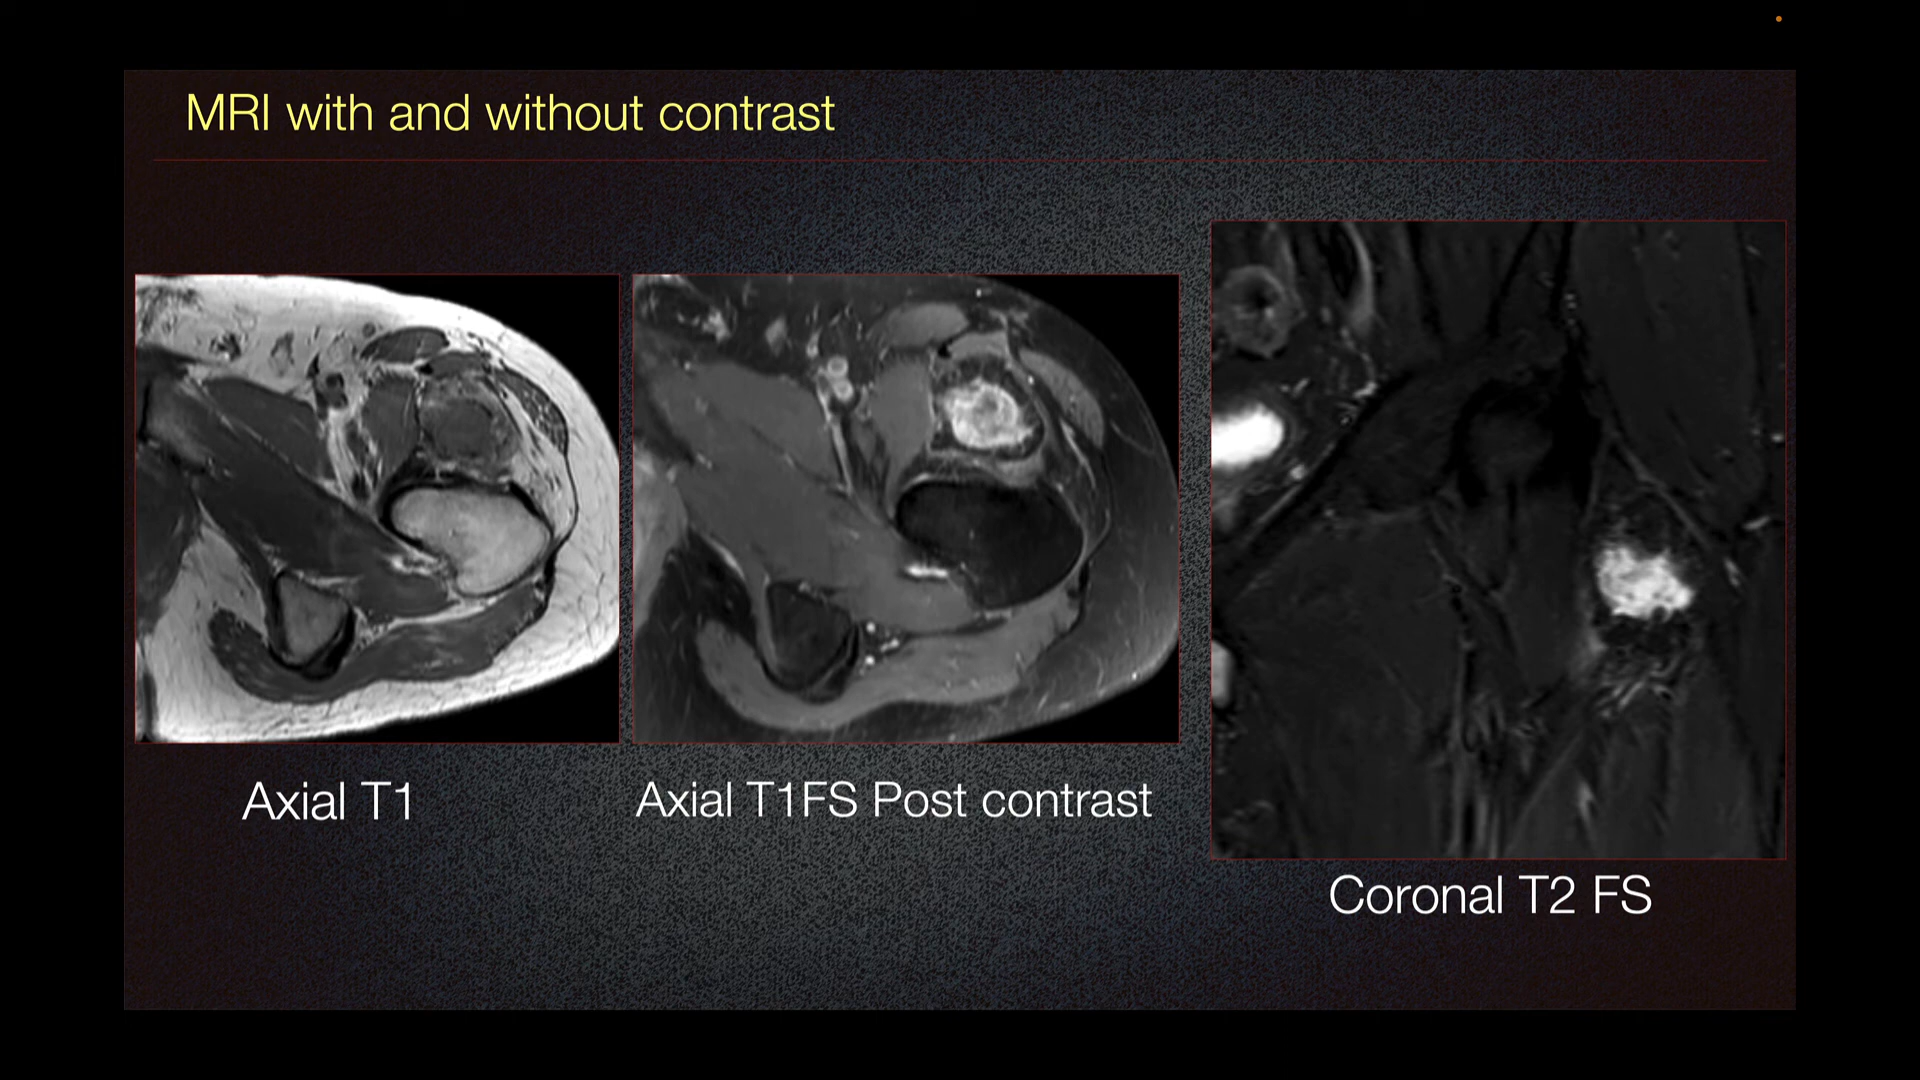 MRI with and without contrast
Axial T1
Axial T1FS Post contrast
Coronal T2 FS